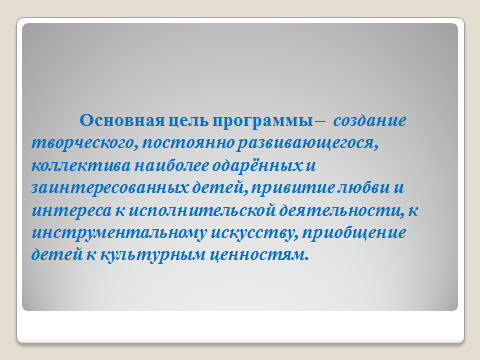 Основная цель программы – создание
творческого, постоянно развивающегося,
коллектива наиболее одарённых и
заинтересованных детей, привитие любви и
интереса к исполнительской деятельности, к
инструментальному искусству, приобщение
детей к культурным ценностям.